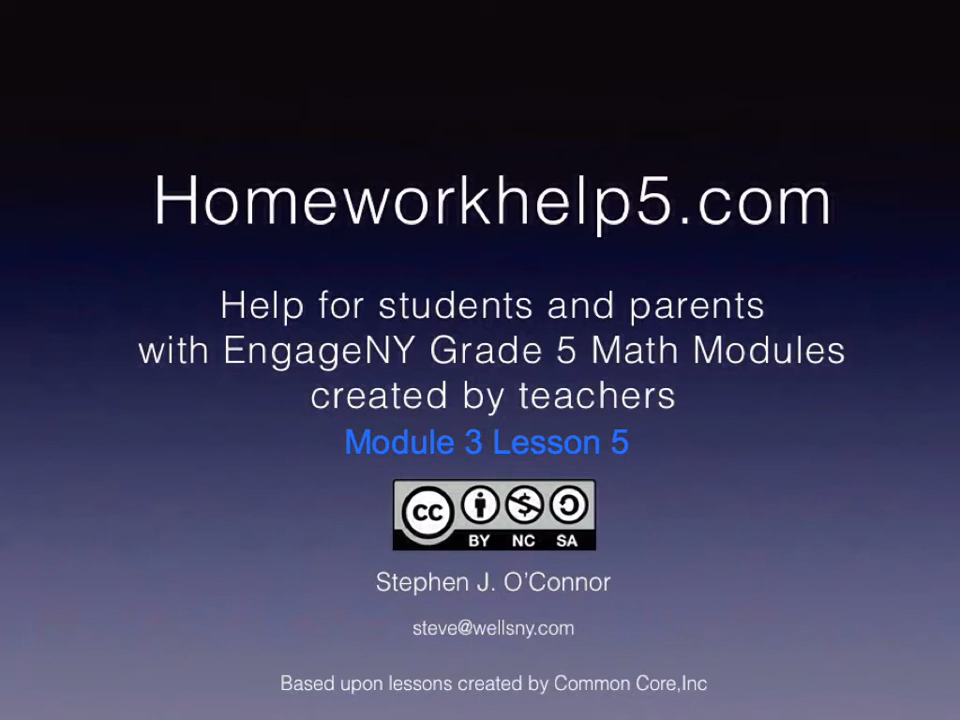 Homeworkhelp5.com
Help for students and parents
with EngageNY Grade 5 Math Modules
created by teachers
Module 3 Lesson 5
CC
BY NC SA
Stephen J. O'Connor
steve@wellsny.com
Based upon lessons created by Common Core,Inc